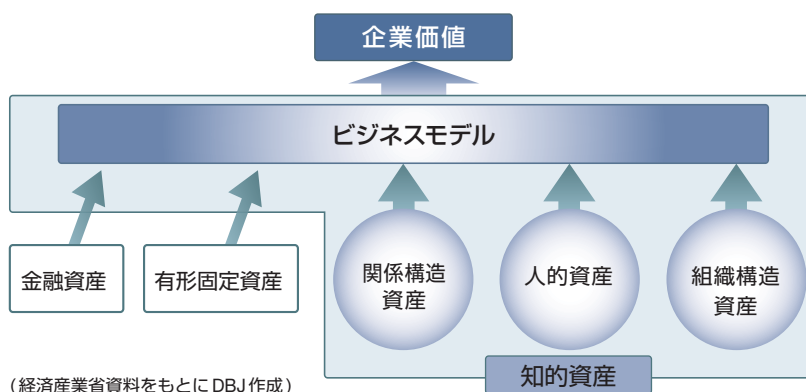 企業価値
ビジネスモデル
金融資産
有形固定資産
関係構造
資産
人的資産
組織構造
資産
知的資産
(経済産業省資料をもとにDBJ作成)